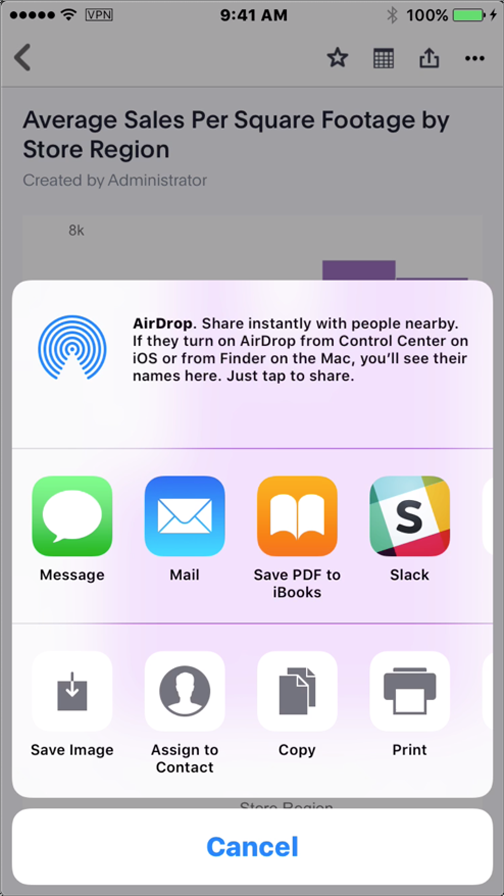 VPN 9:41 AM 100%
Average Sales Per Square Footage by
Store Region
Created by Administrator
8k
AirDrop. Share instantly with people nearby.
If they turn on AirDrop from Control Center on
iOS or from Finder on the Mac, you’ll see their
names here. Just tap to share.
S
Message Mail Save PDF to Slack
iBooks
Save Image Assign to Copy Print
Contact
Store Region
Cancel